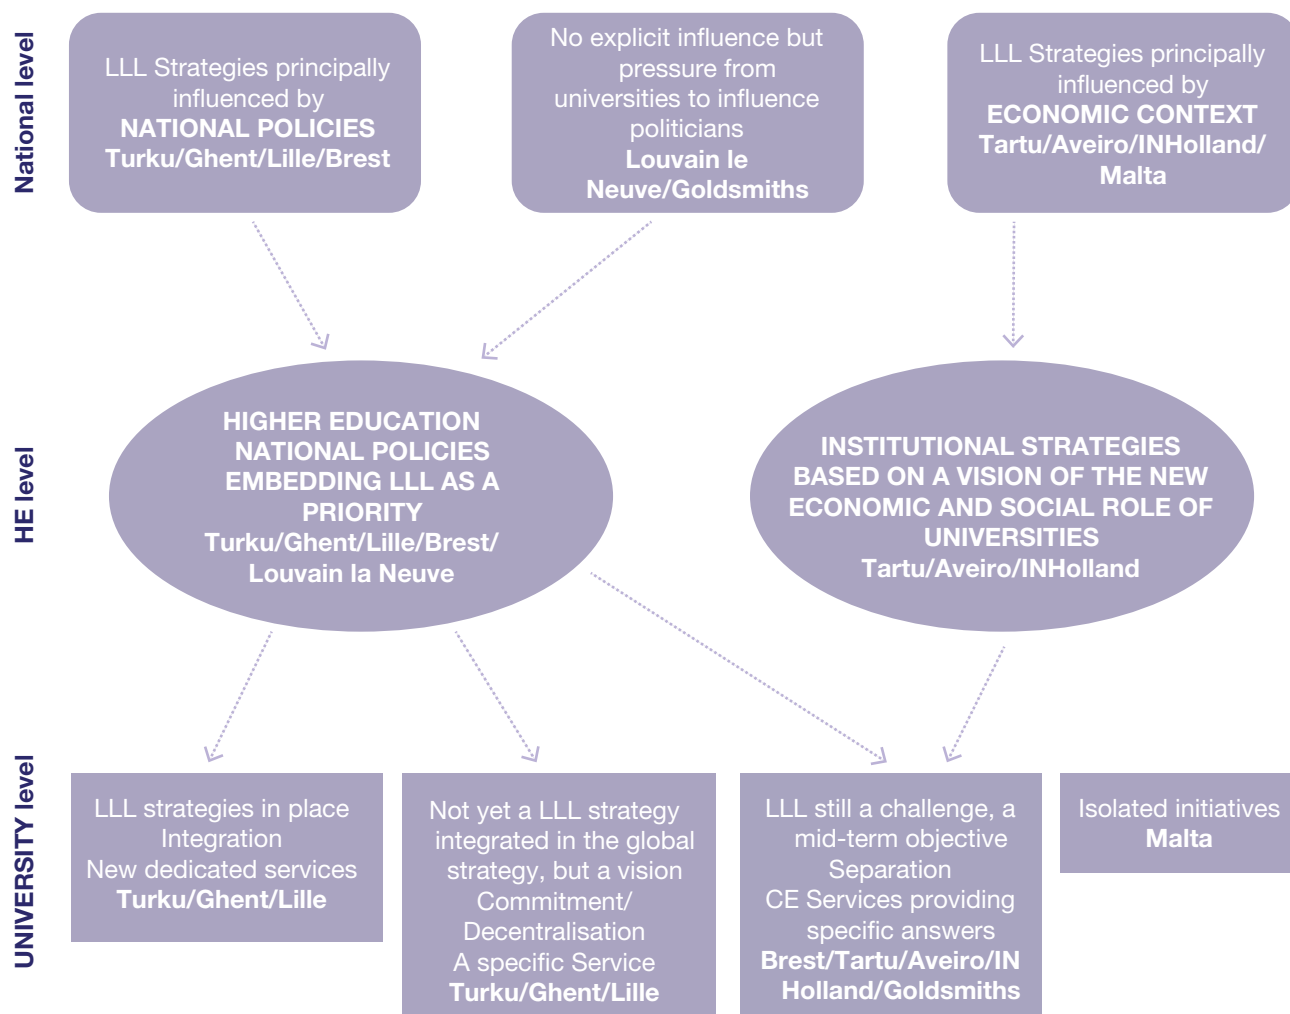 National level
LLL Strategies principally
influenced by
NATIONAL POLICIES
Turku/Ghent/Lille/Brest
No explicit influence but
pressure from
universities to influence
politicians
Louvain le
Neuve/Goldsmiths
LLL Strategies principally
influenced by
ECONOMIC CONTEXT
Tartu/Aveiro/INHolland/
Malta
HE level
HIGHER EDUCATION
NATIONAL POLICIES
EMBEDDING LLL AS A
PRIORITY
Turku/Ghent/Lille/Brest/
Louvain la Neuve
INSTITUTIONAL STRATEGIES
BASED ON A VISION OF THE NEW
ECONOMIC AND SOCIAL ROLE OF
UNIVERSITIES
Tartu/Aveiro/INHolland
UNIVERSITY level
LLL strategies in place
Integration
New dedicated services
Turku/Ghent/Lille
Not yet a LLL strategy
integrated in the global
strategy, but a vision
Commitment/
Decentralisation
A specific Service
Turku/Ghent/Lille
LLL still a challenge, a
mid-term objective
Separation
CE Services providing
specific answers
Brest/Tartu/Aveiro/IN
Holland/Goldsmiths
Isolated initiatives
Malta